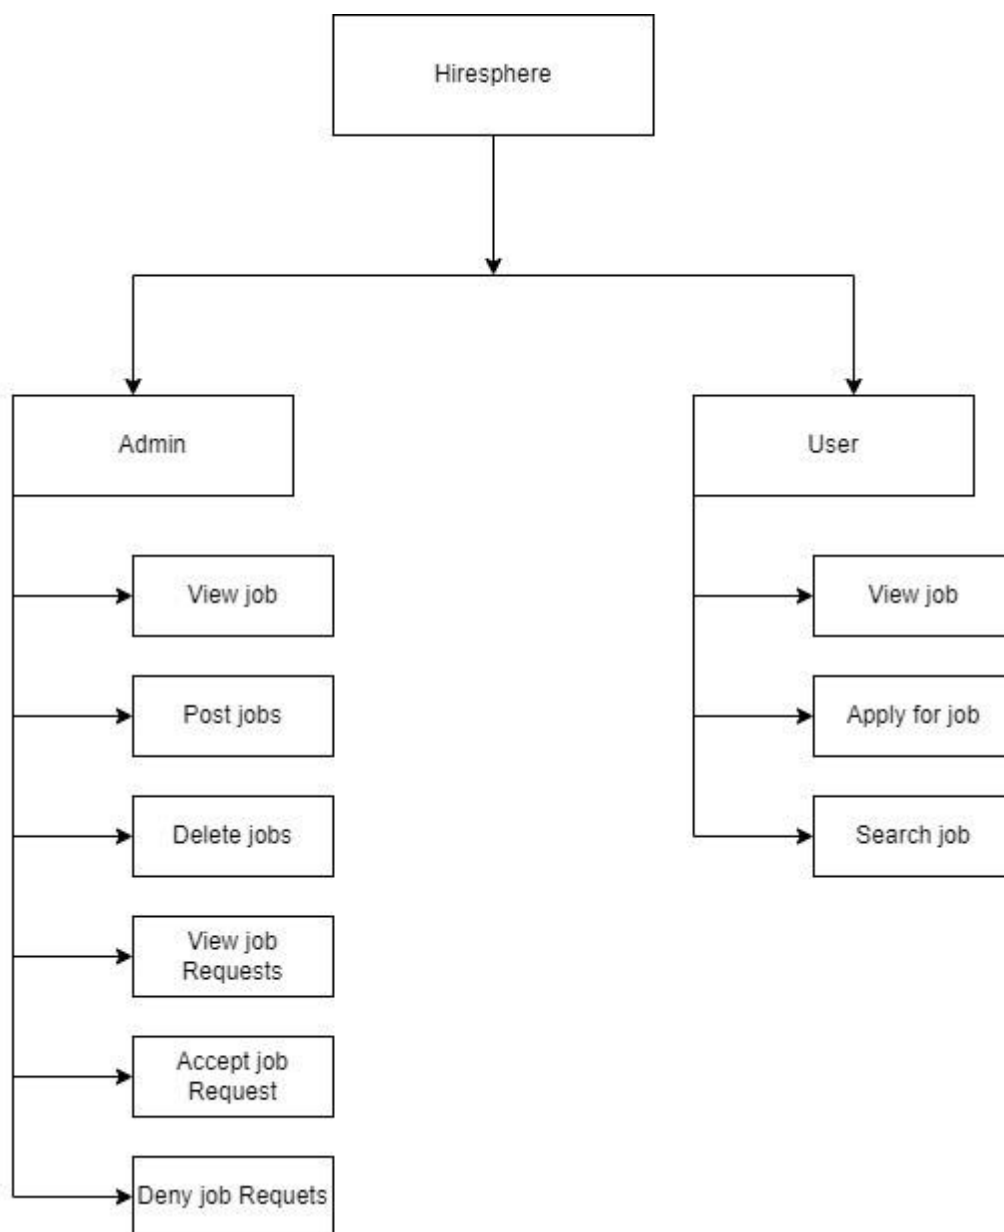 Hiresphere
Admin
User
View job
Post jobs
Delete jobs
View job
Requests
Accept job
Request
Deny job Requets
View job
Apply for job
Search job